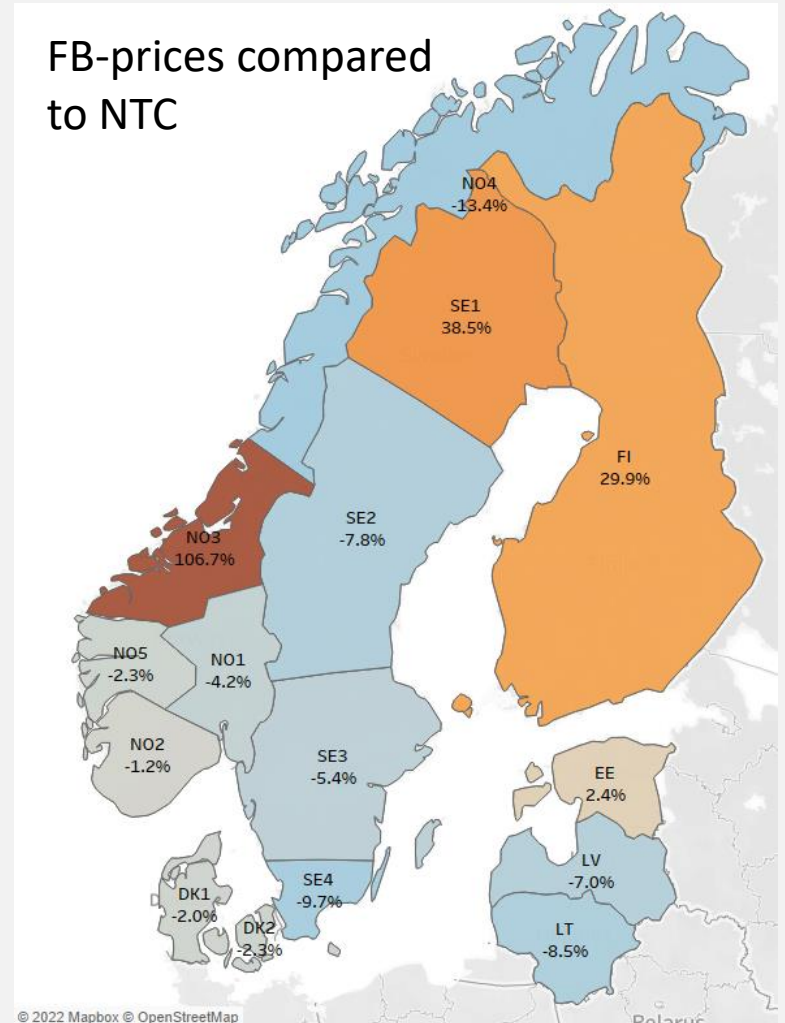 FB-prices compared
to NTC
NO4
-13.4%
SE1
38.5%
FI
29.9%
SE2
-7.8%
NO3
106.7%
NO5
-2.3%
NO1
-4.2%
NO2
-1.2%
SE3
-5.4%
EE
2.4%
LV
-7.0%
SE4
-9.7%
DK1
-2.0%
DK2
-2.3%
LT
-8.5%
© 2022 Mapbox © OpenStreetMap